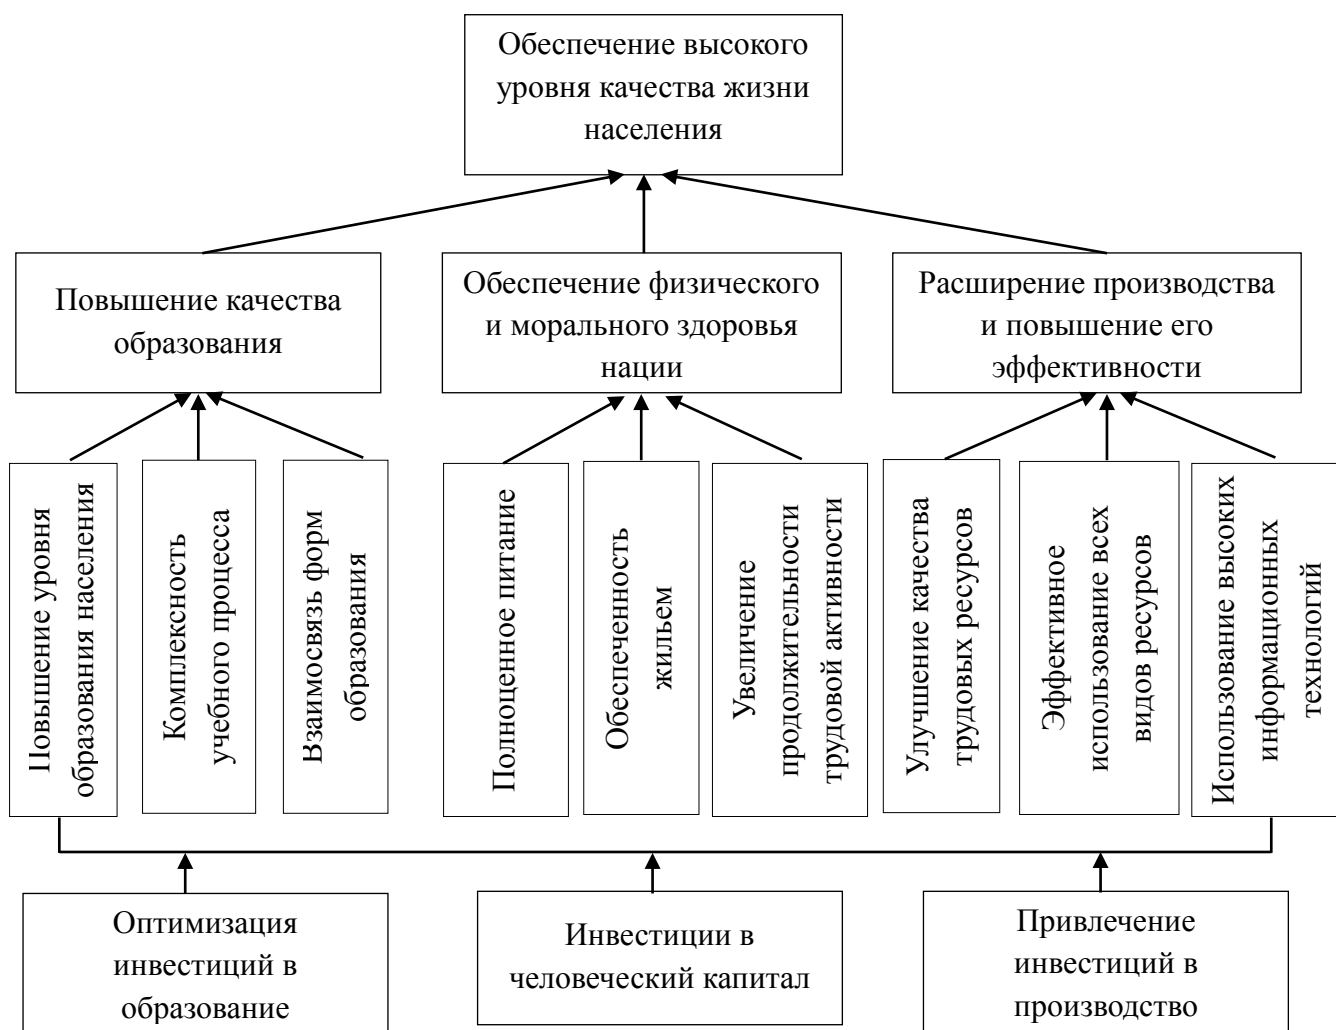 Обеспечение высокого
уровня качества жизни
населения
Повышение качества
образования
Обеспечение физического
и морального здоровья
нации
Расширение производства
и повышение его
эффективности
Повышение уровня
образования населения
Комплексность
учебного процесса
Взаимосвязь форм
образования
Полноценное питание
Обеспеченность
жильем
Увеличение
продолжительности
трудовой активности
Улучшение качества
трудовых ресурсов
Эффективное
использование всех
видов ресурсов
Использование высоких
информационных
технологий
Оптимизация
инвестиций в
образование
Инвестиции в
человеческий капитал
Привлечение
инвестиций в
производство